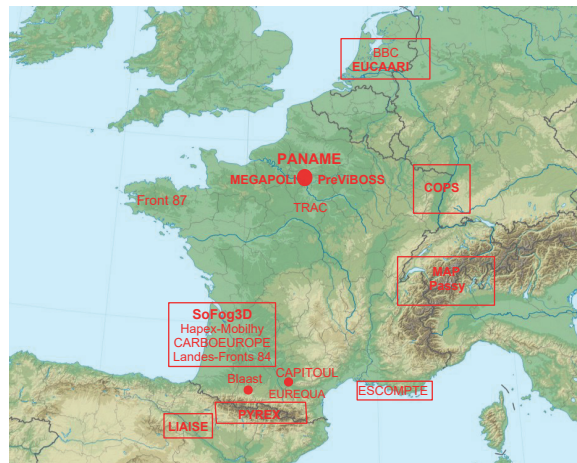 BBC
EUCAARI
PANAME
MEGAPOLI PreViBOSS
COPS
Front 87
TRAC
MAP
Passy
SoFog3D
Hapex-Mobilhy
CARBOEUROPE
Landes-Fronts 84
CAPITOUL
Blaast
EUREQUA
ESCOMPTE
PYREX
LIAISE